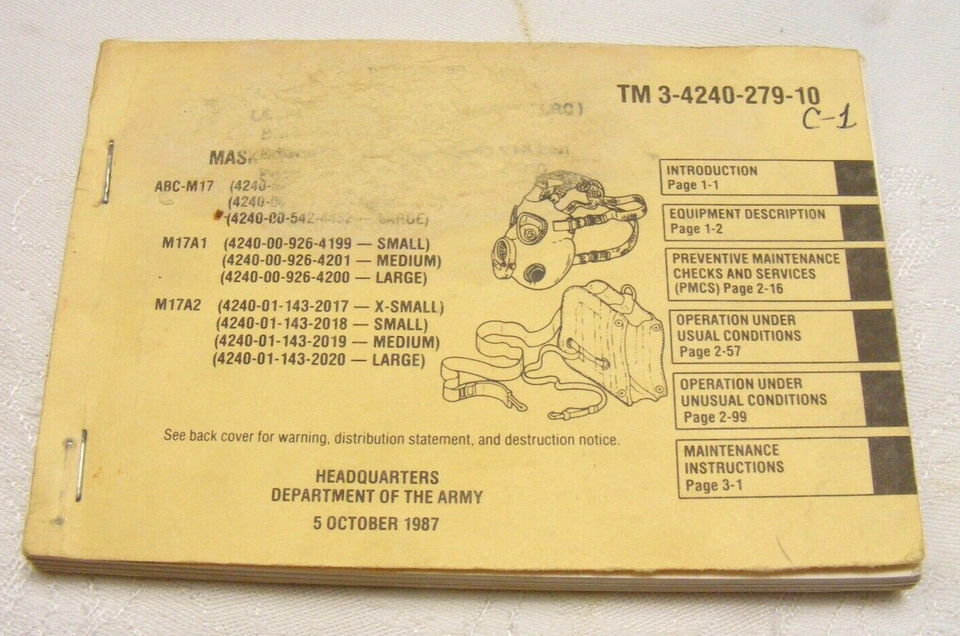 TM 3-4240-279-10
C-1
MASK
ABC-M17 (4240-
(4240-
(4240-00-542-4452 — LARGE)
M17A1 (4240-00-926-4199 — SMALL)
(4240-00-926-4201 — MEDIUM)
(4240-00-926-4200 — LARGE)
M17A2 (4240-01-143-2017 — X-SMALL)
(4240-01-143-2018 — SMALL)
(4240-01-143-2019 — MEDIUM)
(4240-01-143-2020 — LARGE)
INTRODUCTION
Page 1-1
EQUIPMENT DESCRIPTION
Page 1-2
PREVENTIVE MAINTENANCE
CHECKS AND SERVICES
(PMCS) Page 2-16
OPERATION UNDER
USUAL CONDITIONS
Page 2-57
OPERATION UNDER
UNUSUAL CONDITIONS
Page 2-99
MAINTENANCE
INSTRUCTIONS
Page 3-1
See back cover for warning, distribution statement, and destruction notice.
HEADQUARTERS
DEPARTMENT OF THE ARMY
5 OCTOBER 1987